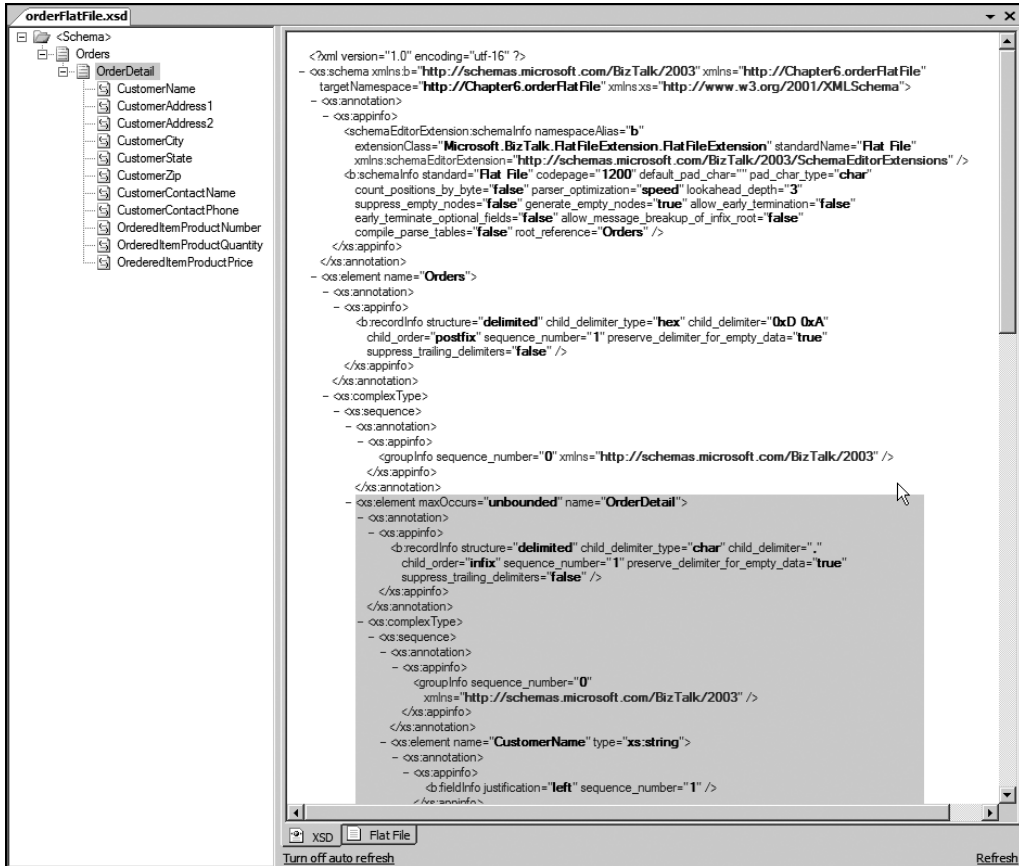 orderFlatFile.xsd
<Schema>
Orders
OrderDetail
CustomerName
CustomerAddress1
CustomerAddress2
CustomerCity
CustomerState
CustomerZip
CustomerContactName
CustomerContactPhone
OrderedItemProductNumber
OrderedItemProductQuantity
OrederedItemProductPrice
<?xml version="1.0" encoding="utf-16" ?>
– <xs:schema xmlns:b="http://schemas.microsoft.com/BizTalk/2003" xmlns="http://Chapter6.orderFlatFile"
targetNamespace="http://Chapter6.orderFlatFile" xmlns:xs="http://www.w3.org/2001/XMLSchema">
– <xs:annotation>
– <xs:appinfo>
<schemaEditorExtension:schemaInfo namespaceAlias="b"
extensionClass="Microsoft.BizTalk.FlatFileExtension.FlatFileExtension" standardName="Flat File"
xmlns:schemaEditorExtension="http://schemas.microsoft.com/BizTalk/2003/SchemaEditorExtensions" />
<b:schemaInfo standard="Flat File" codepage="1200" default_pad_char="" pad_char_type="char"
count_positions_by_byte="false" parser_optimization="speed" lookahead_depth="3"
suppress_empty_nodes="false" generate_empty_nodes="true" allow_early_termination="false"
early_terminate_optional_fields="false" allow_message_breakup_of_infix_root="false"
compile_parse_tables="false" root_reference="Orders" />
</xs:appinfo>
</xs:annotation>
– <xs:element name="Orders">
– <xs:annotation>
– <xs:appinfo>
<b:recordInfo structure="delimited" child_delimiter_type="hex" child_delimiter="0xD 0xA"
child_order="postfix" sequence_number="1" preserve_delimiter_for_empty_data="true"
suppress_trailing_delimiters="false" />
</xs:appinfo>
</xs:annotation>
– <xs:complexType>
– <xs:sequence>
– <xs:annotation>
– <xs:appinfo>
<groupInfo sequence_number="0" xmlns="http://schemas.microsoft.com/BizTalk/2003" />
</xs:appinfo>
</xs:annotation>
– <xs:element maxOccurs="unbounded" name="OrderDetail">
– <xs:annotation>
– <xs:appinfo>
<b:recordInfo structure="delimited" child_delimiter_type="char" child_delimiter=","
child_order="infix" sequence_number="1" preserve_delimiter_for_empty_data="true"
suppress_trailing_delimiters="false" />
</xs:appinfo>
</xs:annotation>
– <xs:complexType>
– <xs:sequence>
– <xs:annotation>
– <xs:appinfo>
<groupInfo sequence_number="0"
xmlns="http://schemas.microsoft.com/BizTalk/2003" />
</xs:appinfo>
</xs:annotation>
– <xs:element name="CustomerName" type="xs:string">
– <xs:annotation>
– <xs:appinfo>
<b:fieldInfo justification="left" sequence_number="1" />
</xs:appinfo>
XSD
Flat File
Turn off auto refresh
Refresh